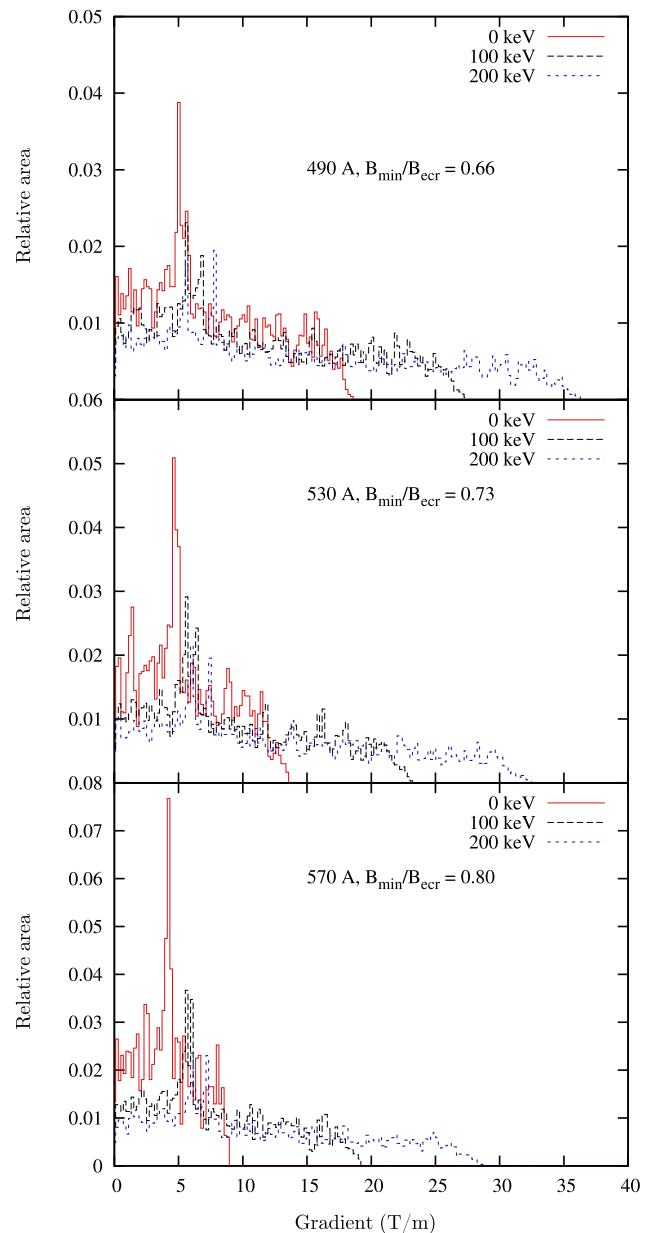 0.05
0 keV
100 keV
200 keV
0.04
490 A, B_min/B_ecr = 0.66
0.03
Relative area
0.02
0.01
0.06
0 keV
100 keV
200 keV
0.05
530 A, B_min/B_ecr = 0.73
0.04
Relative area
0.03
0.02
0.01
0.08
0 keV
100 keV
200 keV
0.07
570 A, B_min/B_ecr = 0.80
0.06
0.05
Relative area
0.04
0.03
0.02
0.01
0
0 5 10 15 20 25 30 35 40
Gradient (T/m)